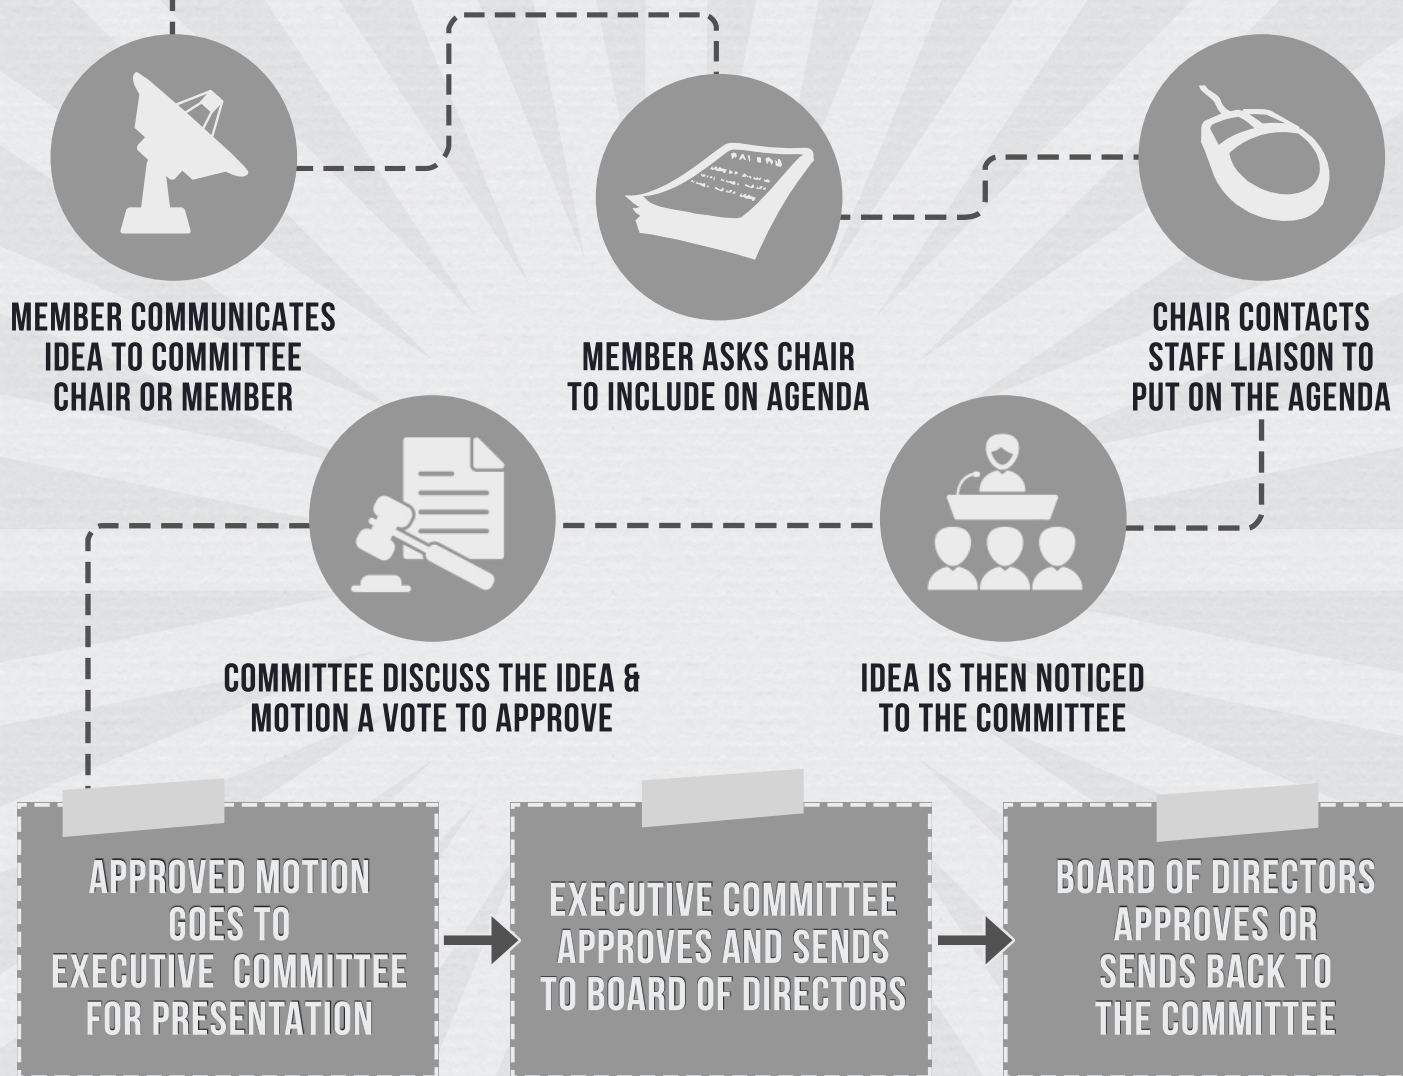 MEMBER COMMUNICATES
IDEA TO COMMITTEE
CHAIR OR MEMBER
MEMBER ASKS CHAIR
TO INCLUDE ON AGENDA
CHAIR CONTACTS
STAFF LIAISON TO
PUT ON THE AGENDA
IDEA IS THEN NOTICED
TO THE COMMITTEE
COMMITTEE DISCUSS THE IDEA &
MOTION A VOTE TO APPROVE
APPROVED MOTION
GOES TO
EXECUTIVE COMMITTEE
FOR PRESENTATION
EXECUTIVE COMMITTEE
APPROVES AND SENDS
TO BOARD OF DIRECTORS
BOARD OF DIRECTORS
APPROVES OR
SENDS BACK TO
THE COMMITTEE